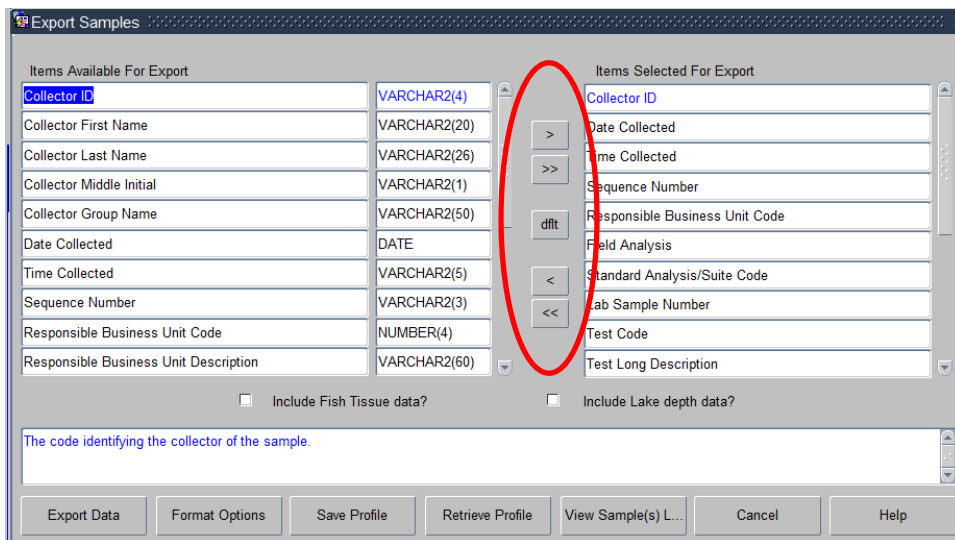 Export Samples
Items Available For Export
Items Selected For Export
Collector ID VARCHAR2(4)
Collector First Name VARCHAR2(20)
Collector Last Name VARCHAR2(26)
Collector Middle Initial VARCHAR2(1)
Collector Group Name VARCHAR2(50)
Date Collected DATE
Time Collected VARCHAR2(5)
Sequence Number VARCHAR2(3)
Responsible Business Unit Code NUMBER(4)
Responsible Business Unit Description VARCHAR2(60)
>
>>
dflt
<
<<
Collector ID
Date Collected
Time Collected
Sequence Number
Responsible Business Unit Code
Field Analysis
Standard Analysis/Suite Code
Lab Sample Number
Test Code
Test Long Description
Include Fish Tissue data? Include Lake depth data?
The code identifying the collector of the sample.
Export Data Format Options Save Profile Retrieve Profile View Sample(s) L... Cancel Help